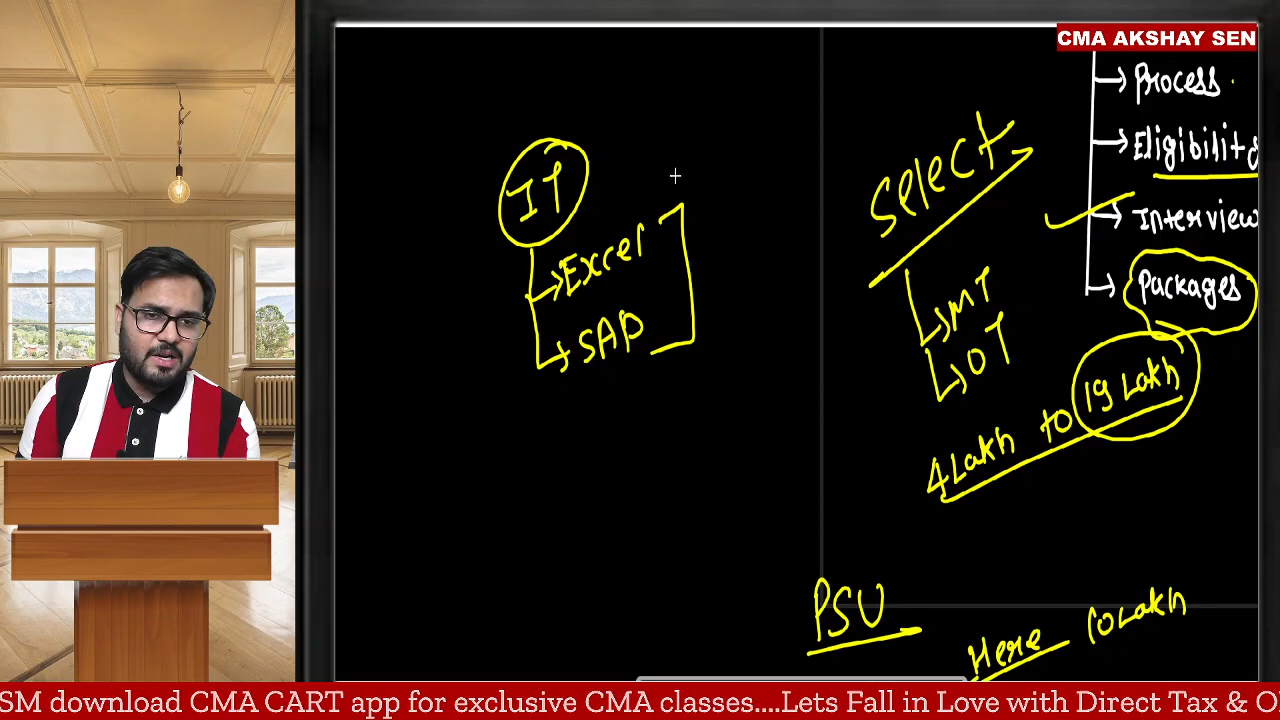 CMA AKSHAY SEN
Process
Eligibility
Interview
Packages
IT
Excel
SAP
Select
MT
OT
4 Lakh to 19 Lakh
PSU
Here 10 Lakh
SM download CMA CART app for exclusive CMA classes....Lets Fall in Love with Direct Tax & O